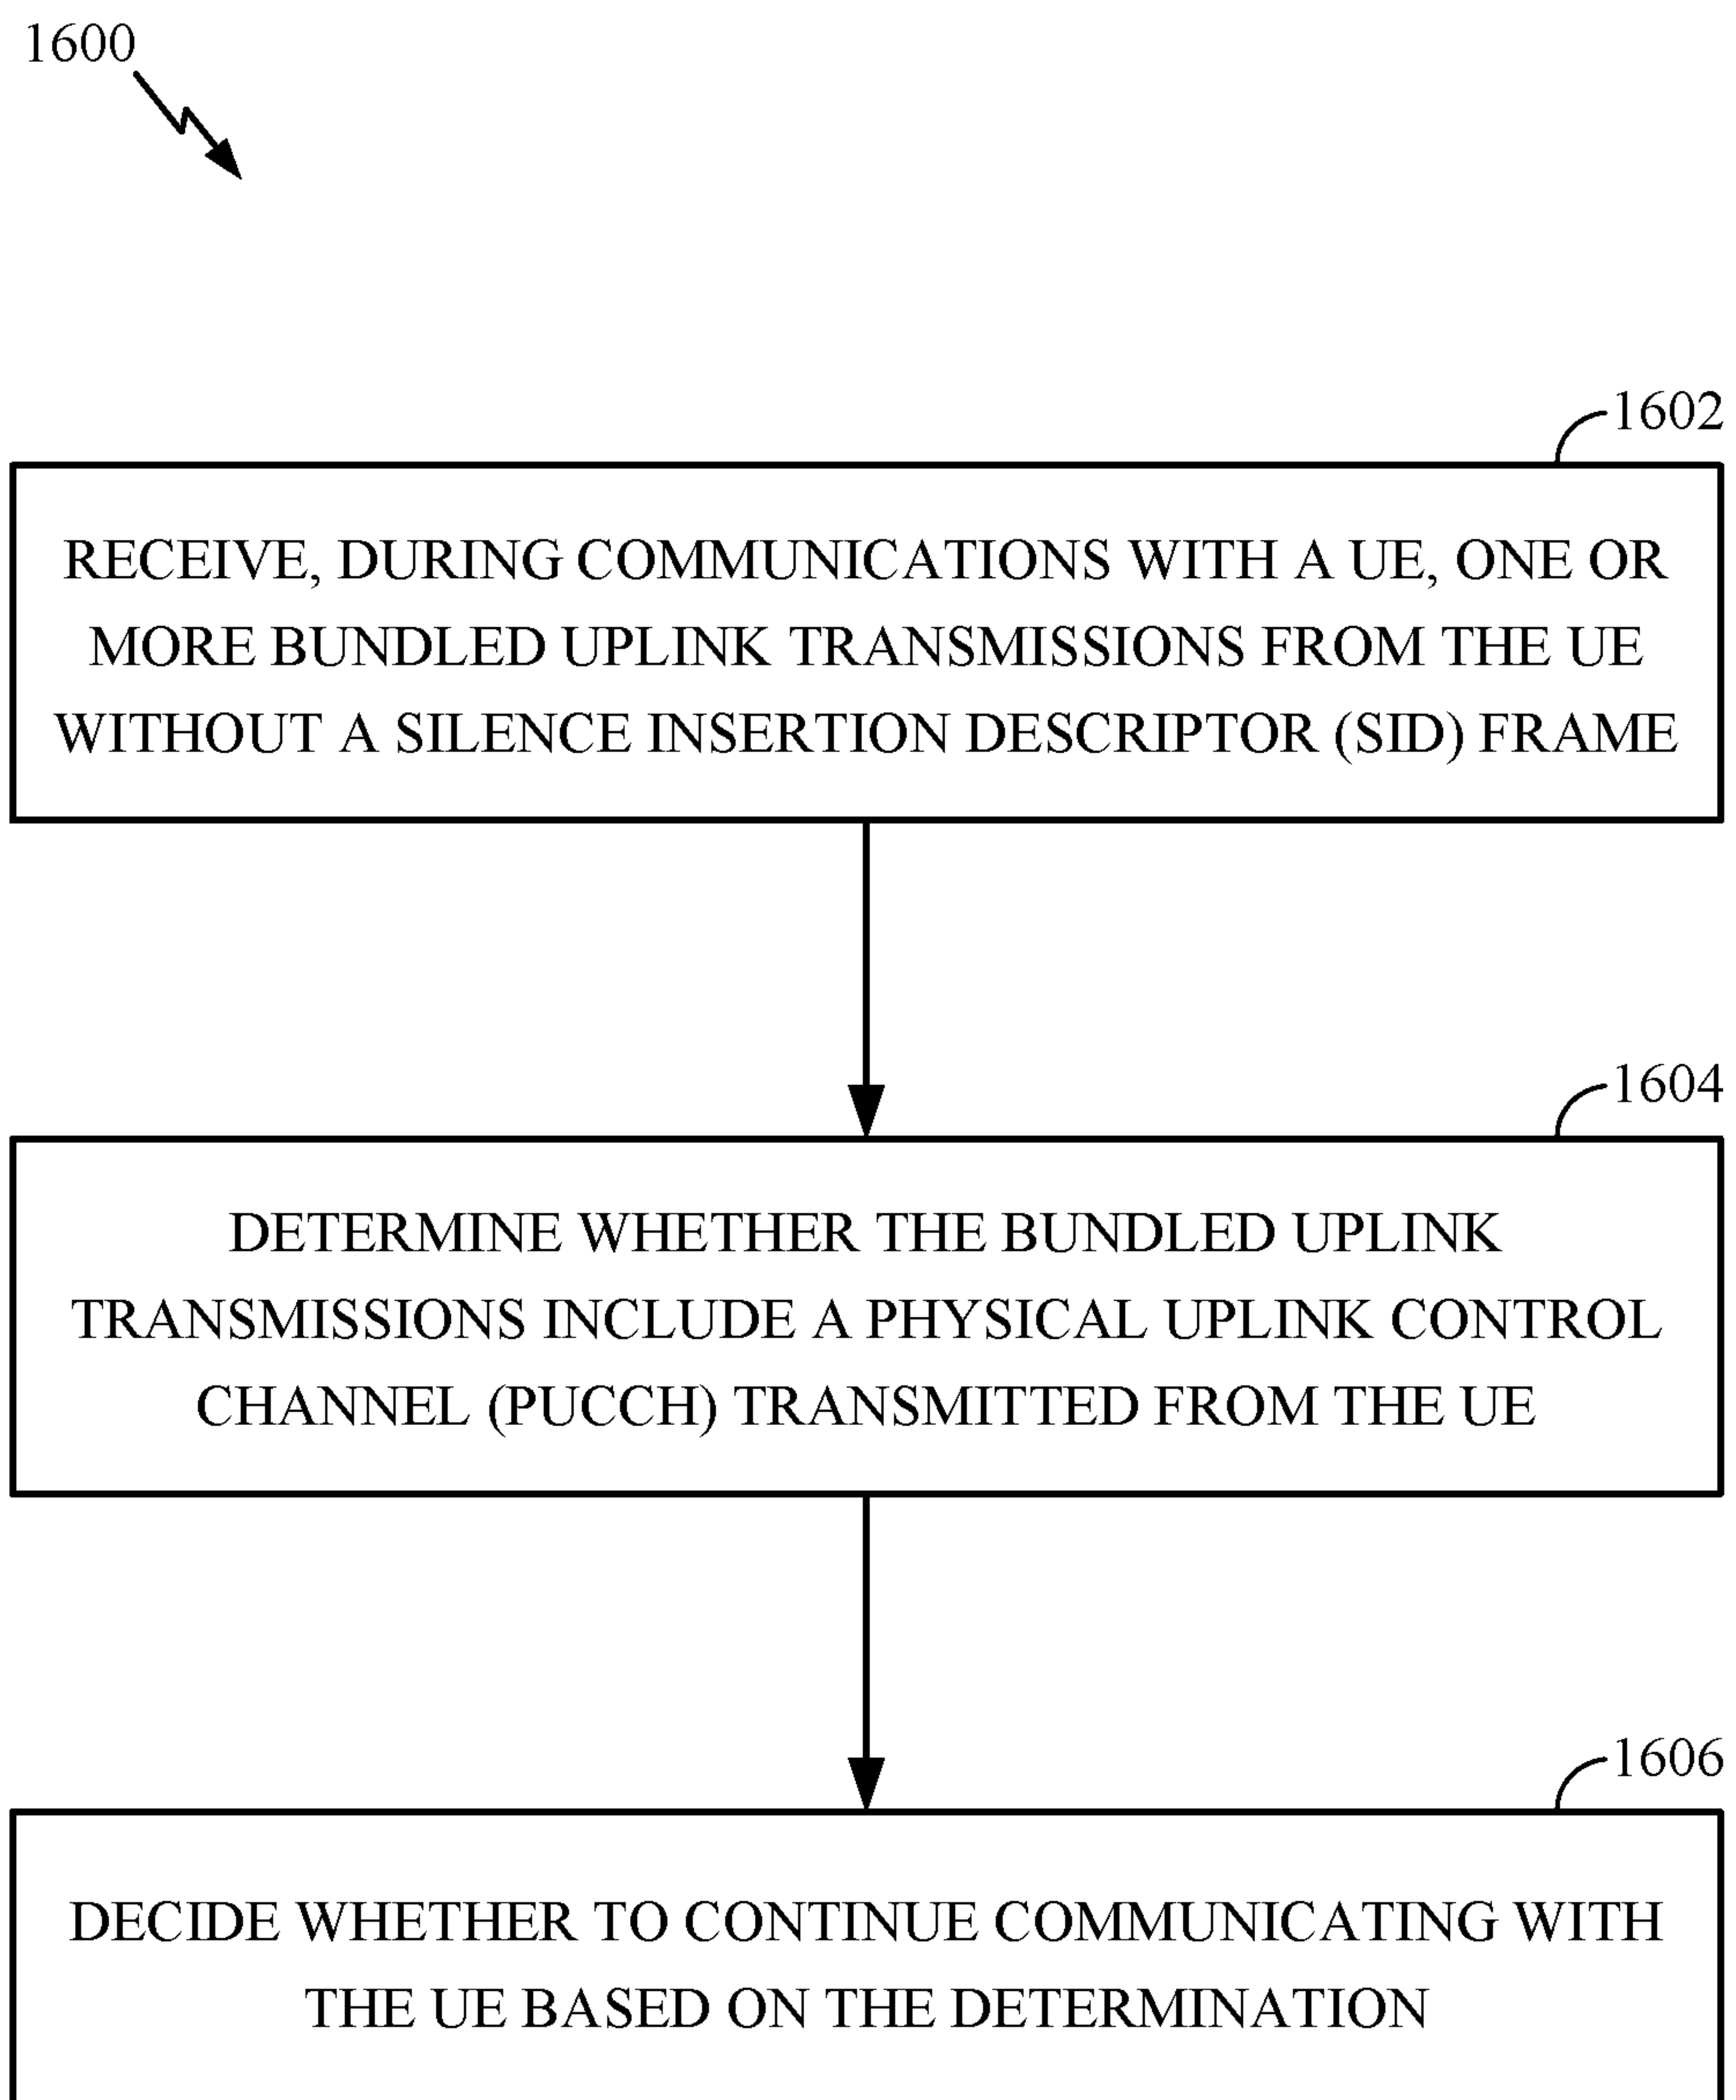 1600
1602
RECEIVE, DURING COMMUNICATIONS WITH A UE, ONE OR
MORE BUNDLED UPLINK TRANSMISSIONS FROM THE UE
WITHOUT A SILENCE INSERTION DESCRIPTOR (SID) FRAME
1604
DETERMINE WHETHER THE BUNDLED UPLINK
TRANSMISSIONS INCLUDE A PHYSICAL UPLINK CONTROL
CHANNEL (PUCCH) TRANSMITTED FROM THE UE
1606
DECIDE WHETHER TO CONTINUE COMMUNICATING WITH
THE UE BASED ON THE DETERMINATION